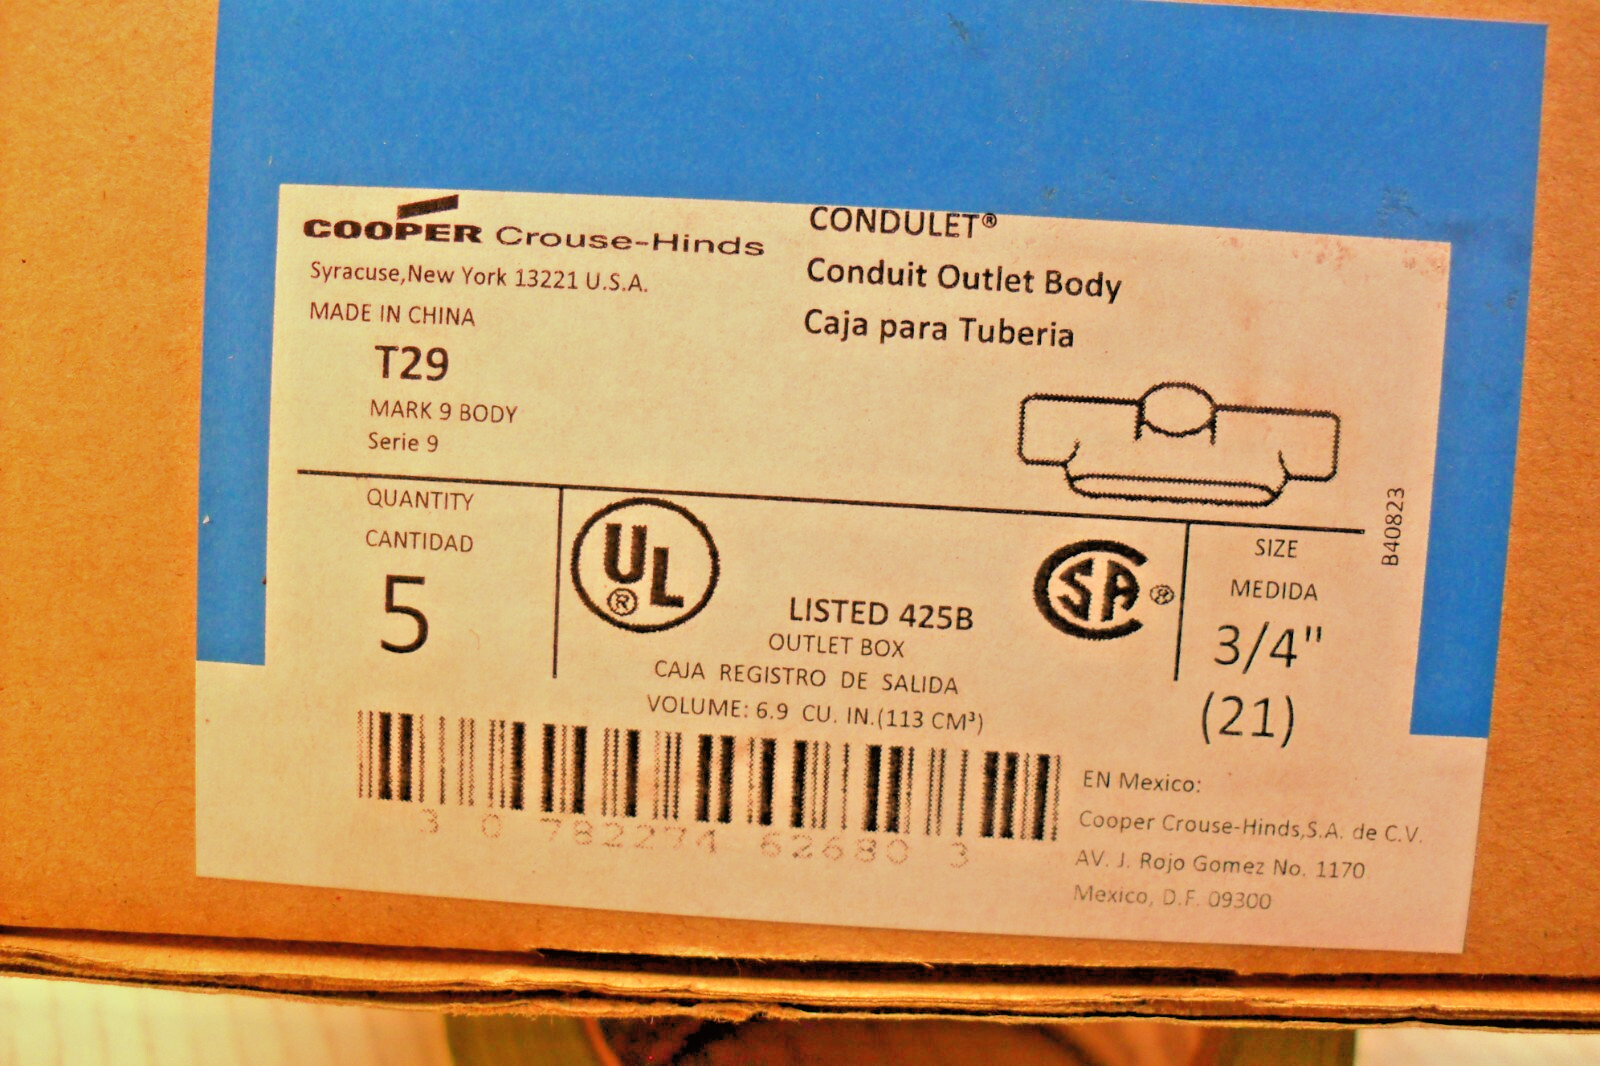 COOPER Crouse-Hinds
Syracuse,New York 13221 U.S.A.
MADE IN CHINA
T29
MARK 9 BODY
Serie 9
CONDULET®
Conduit Outlet Body
Caja para Tuberia
QUANTITY
CANTIDAD
5
UL®
LISTED 425B
OUTLET BOX
CAJA REGISTRO DE SALIDA
VOLUME: 6.9 CU. IN.(113 CM³)
SA®
SIZE
MEDIDA
3/4"
(21)
B40823
3 0 782274 62680 3
EN Mexico:
Cooper Crouse-Hinds,S.A. de C.V.
AV. J. Rojo Gomez No. 1170
Mexico, D.F. 09300